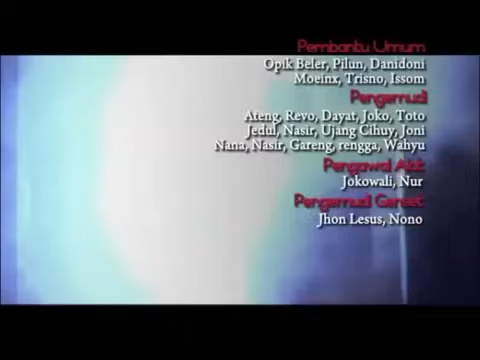 Pembantu Umum
Opik Beler, Pilun, Danidoni
Moeinx, Trisno, Issom
Pengemudi
Ateng, Revo, Dayat, Joko, Toto
Jedul, Nasir, Ujang Cihuy, Joni
Nana, Nasir, Gareng, rengga, Wahyu
Pengawal Alat
Jokowali, Nur
Pengemudi Genset
Jhon Lesus, Nono